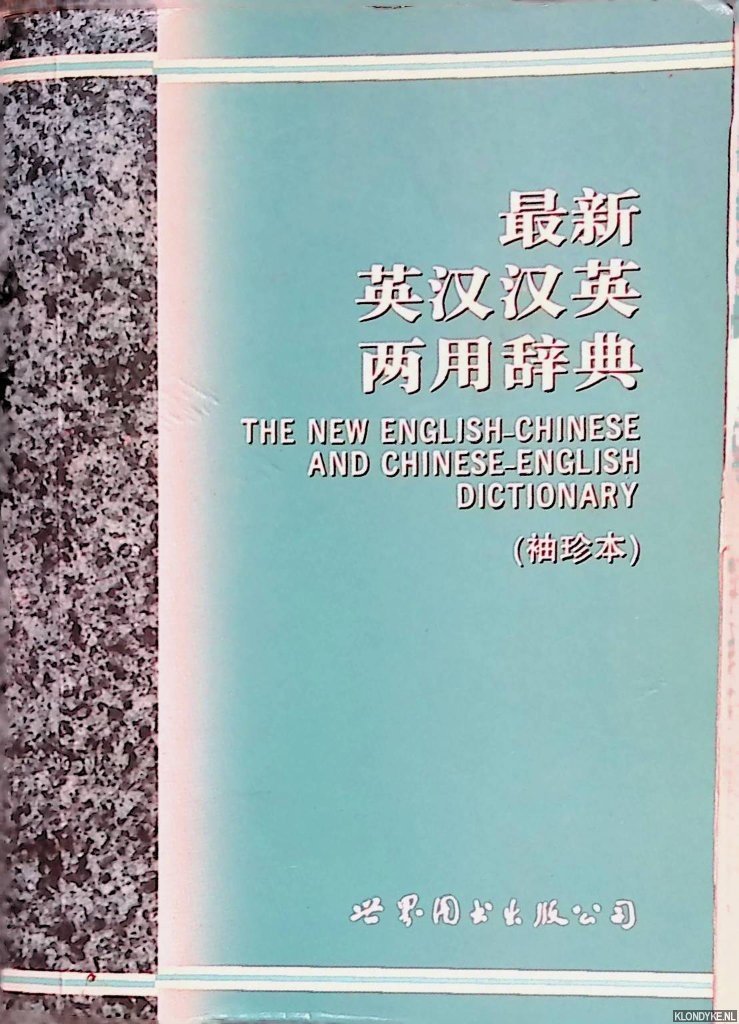 最新
英汉汉英
两用辞典
THE NEW ENGLISH-CHINESE
AND CHINESE-ENGLISH
DICTIONARY
(袖珍本)
世界图书出版公司
KLONDYKE.NL